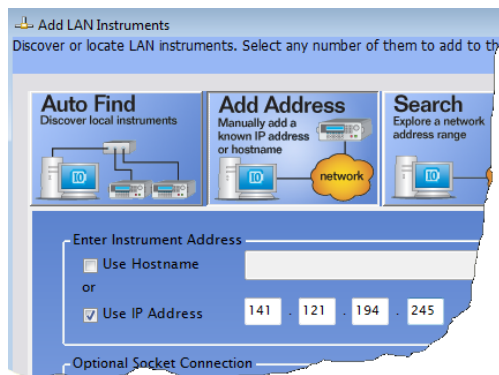 Add LAN Instruments
Discover or locate LAN instruments. Select any number of them to add to th
Auto Find
Discover local instruments
IO
Add Address
Manually add a
known IP address
or hostname
IO
network
Search
Explore a network
address range
IO
Enter Instrument Address
Use Hostname
or
Use IP Address 141 . 121 . 194 . 245
Optional Socket Connection